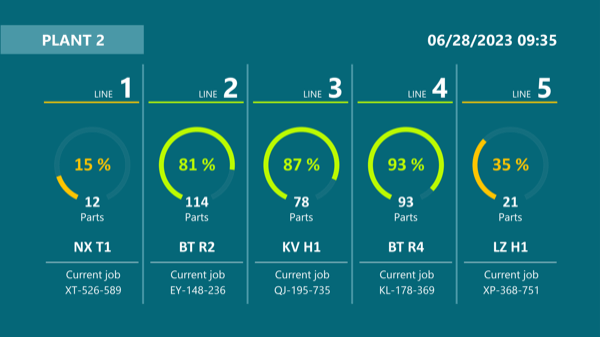 PLANT 2
06/28/2023 09:35
LINE 1
LINE 2
LINE 3
LINE 4
LINE 5
15 %
81 %
87 %
93 %
35 %
12
114
78
93
21
Parts
Parts
Parts
Parts
Parts
NX T1
BT R2
KV H1
BT R4
LZ H1
Current job
Current job
Current job
Current job
Current job
XT-526-589
EY-148-236
QJ-195-735
KL-178-369
XP-368-751